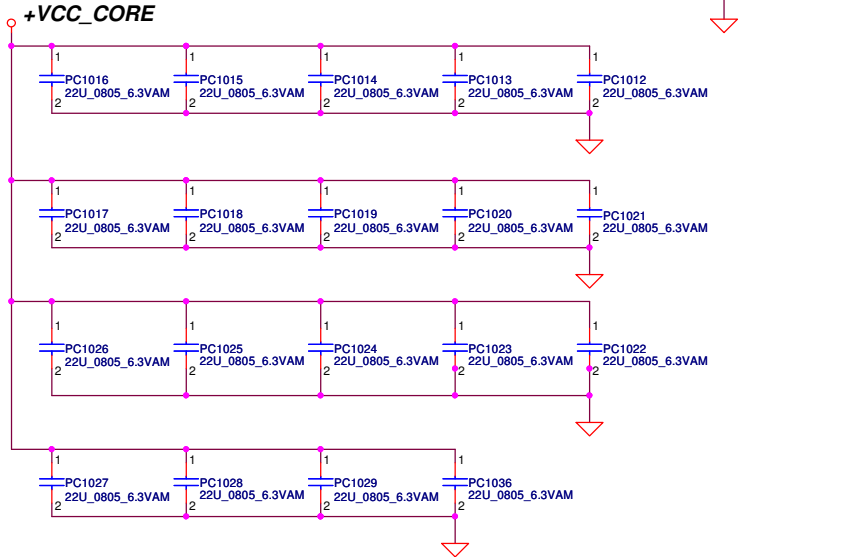 +VCC_CORE
1 1 1 1 1
PC1016 PC1015 PC1014 PC1013 PC1012
22U_0805_6.3VAM 22U_0805_6.3VAM 22U_0805_6.3VAM 22U_0805_6.3VAM 22U_0805_6.3VAM
2 2 2 2 2
1 1 1 1 1
PC1017 PC1018 PC1019 PC1020 PC1021
22U_0805_6.3VAM 22U_0805_6.3VAM 22U_0805_6.3VAM 22U_0805_6.3VAM 22U_0805_6.3VAM
2 2 2 2 2
1 1 1 1 1
PC1026 PC1025 PC1024 PC1023 PC1022
22U_0805_6.3VAM 22U_0805_6.3VAM 22U_0805_6.3VAM 22U_0805_6.3VAM 22U_0805_6.3VAM
2 2 2 2 2
1 1 1 1
PC1027 PC1028 PC1029 PC1036
22U_0805_6.3VAM 22U_0805_6.3VAM 22U_0805_6.3VAM 22U_0805_6.3VAM
2 2 2 2